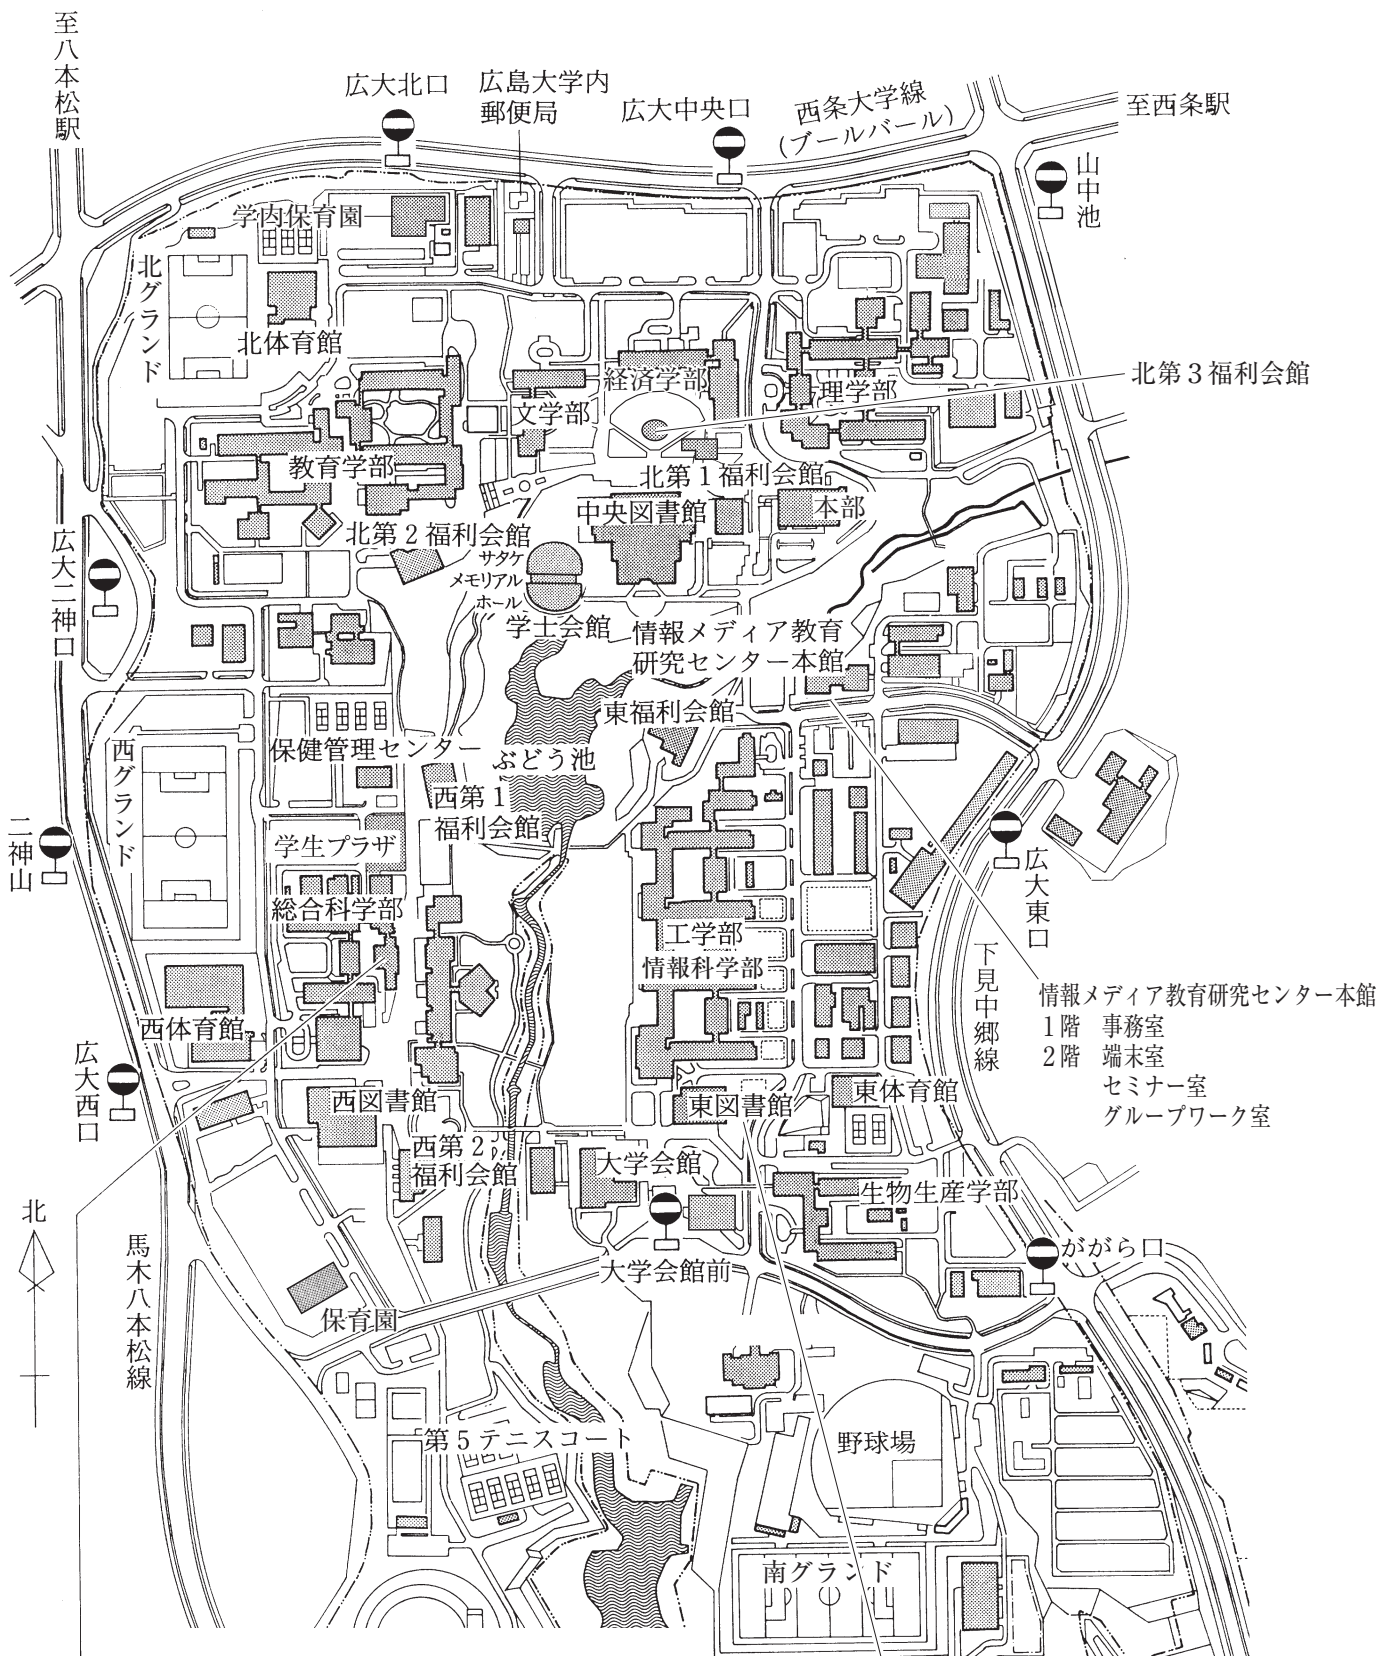 至八本松駅
広大北口
広島大学内
郵便局
広大中央口
西条大学線
(ブールバール)
至西条駅
山中池
学内保育園
北グランド
北体育館
経済学部
理学部
北第3福利会館
文学部
教育学部
北第1福利会館
中央図書館
本部
北第2福利会館
サタケ
メモリアル
ホール
広大二神口
学士会館
情報メディア教育
研究センター本館
東福利会館
西グランド
保健管理センター
ぶどう池
西第1
福利会館
二神山
学生プラザ
広大東口
総合科学部
工学部
情報科学部
下見中郷線
情報メディア教育研究センター本館
1階 事務室
2階 端末室
セミナー室
グループワーク室
西体育館
広大西口
西図書館
東図書館
東体育館
西第2
福利会館
大学会館
生物生産学部
北
馬木八本松線
ががら口
大学会館前
保育園
第5テニスコート
野球場
南グランド